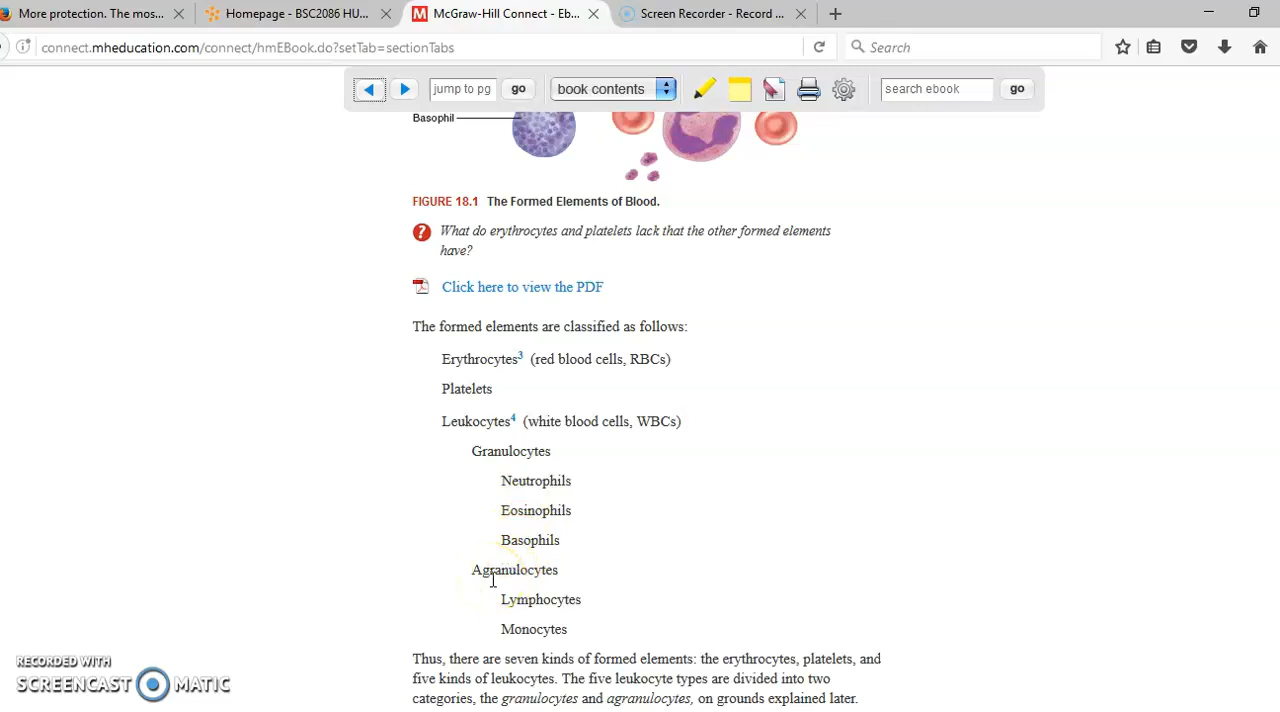 More protection. The mos...
Homepage - BSC2086 HU...
McGraw-Hill Connect - Eb...
Screen Recorder - Record ...
connect.mheducation.com/connect/hmEBook.do?setTab=sectionTabs
Search
jump to pg
go
book contents
search ebook
go
Basophil
FIGURE 18.1 The Formed Elements of Blood.
What do erythrocytes and platelets lack that the other formed elements
have?
Click here to view the PDF
The formed elements are classified as follows:
Erythrocytes3 (red blood cells, RBCs)
Platelets
Leukocytes4 (white blood cells, WBCs)
Granulocytes
Neutrophils
Eosinophils
Basophils
Agranulocytes
Lymphocytes
Monocytes
Thus, there are seven kinds of formed elements: the erythrocytes, platelets, and
five kinds of leukocytes. The five leukocyte types are divided into two
categories, the granulocytes and agranulocytes, on grounds explained later.
RECORDED WITH
SCREENCAST MATIC